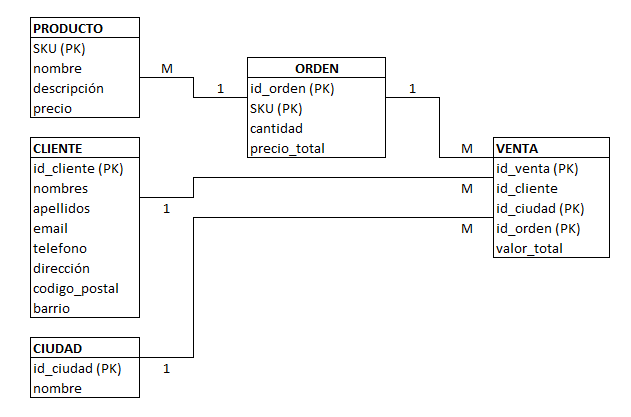 PRODUCTO
SKU (PK)
nombre
descripción
precio
M
1
ORDEN
id_orden (PK)
SKU (PK)
cantidad
precio_total
1
M
CLIENTE
id_cliente (PK)
nombres
apellidos
email
telefono
dirección
codigo_postal
barrio
1
M
VENTA
id_venta (PK)
id_cliente
id_ciudad (PK)
id_orden (PK)
valor_total
M
CIUDAD
id_ciudad (PK)
nombre
1